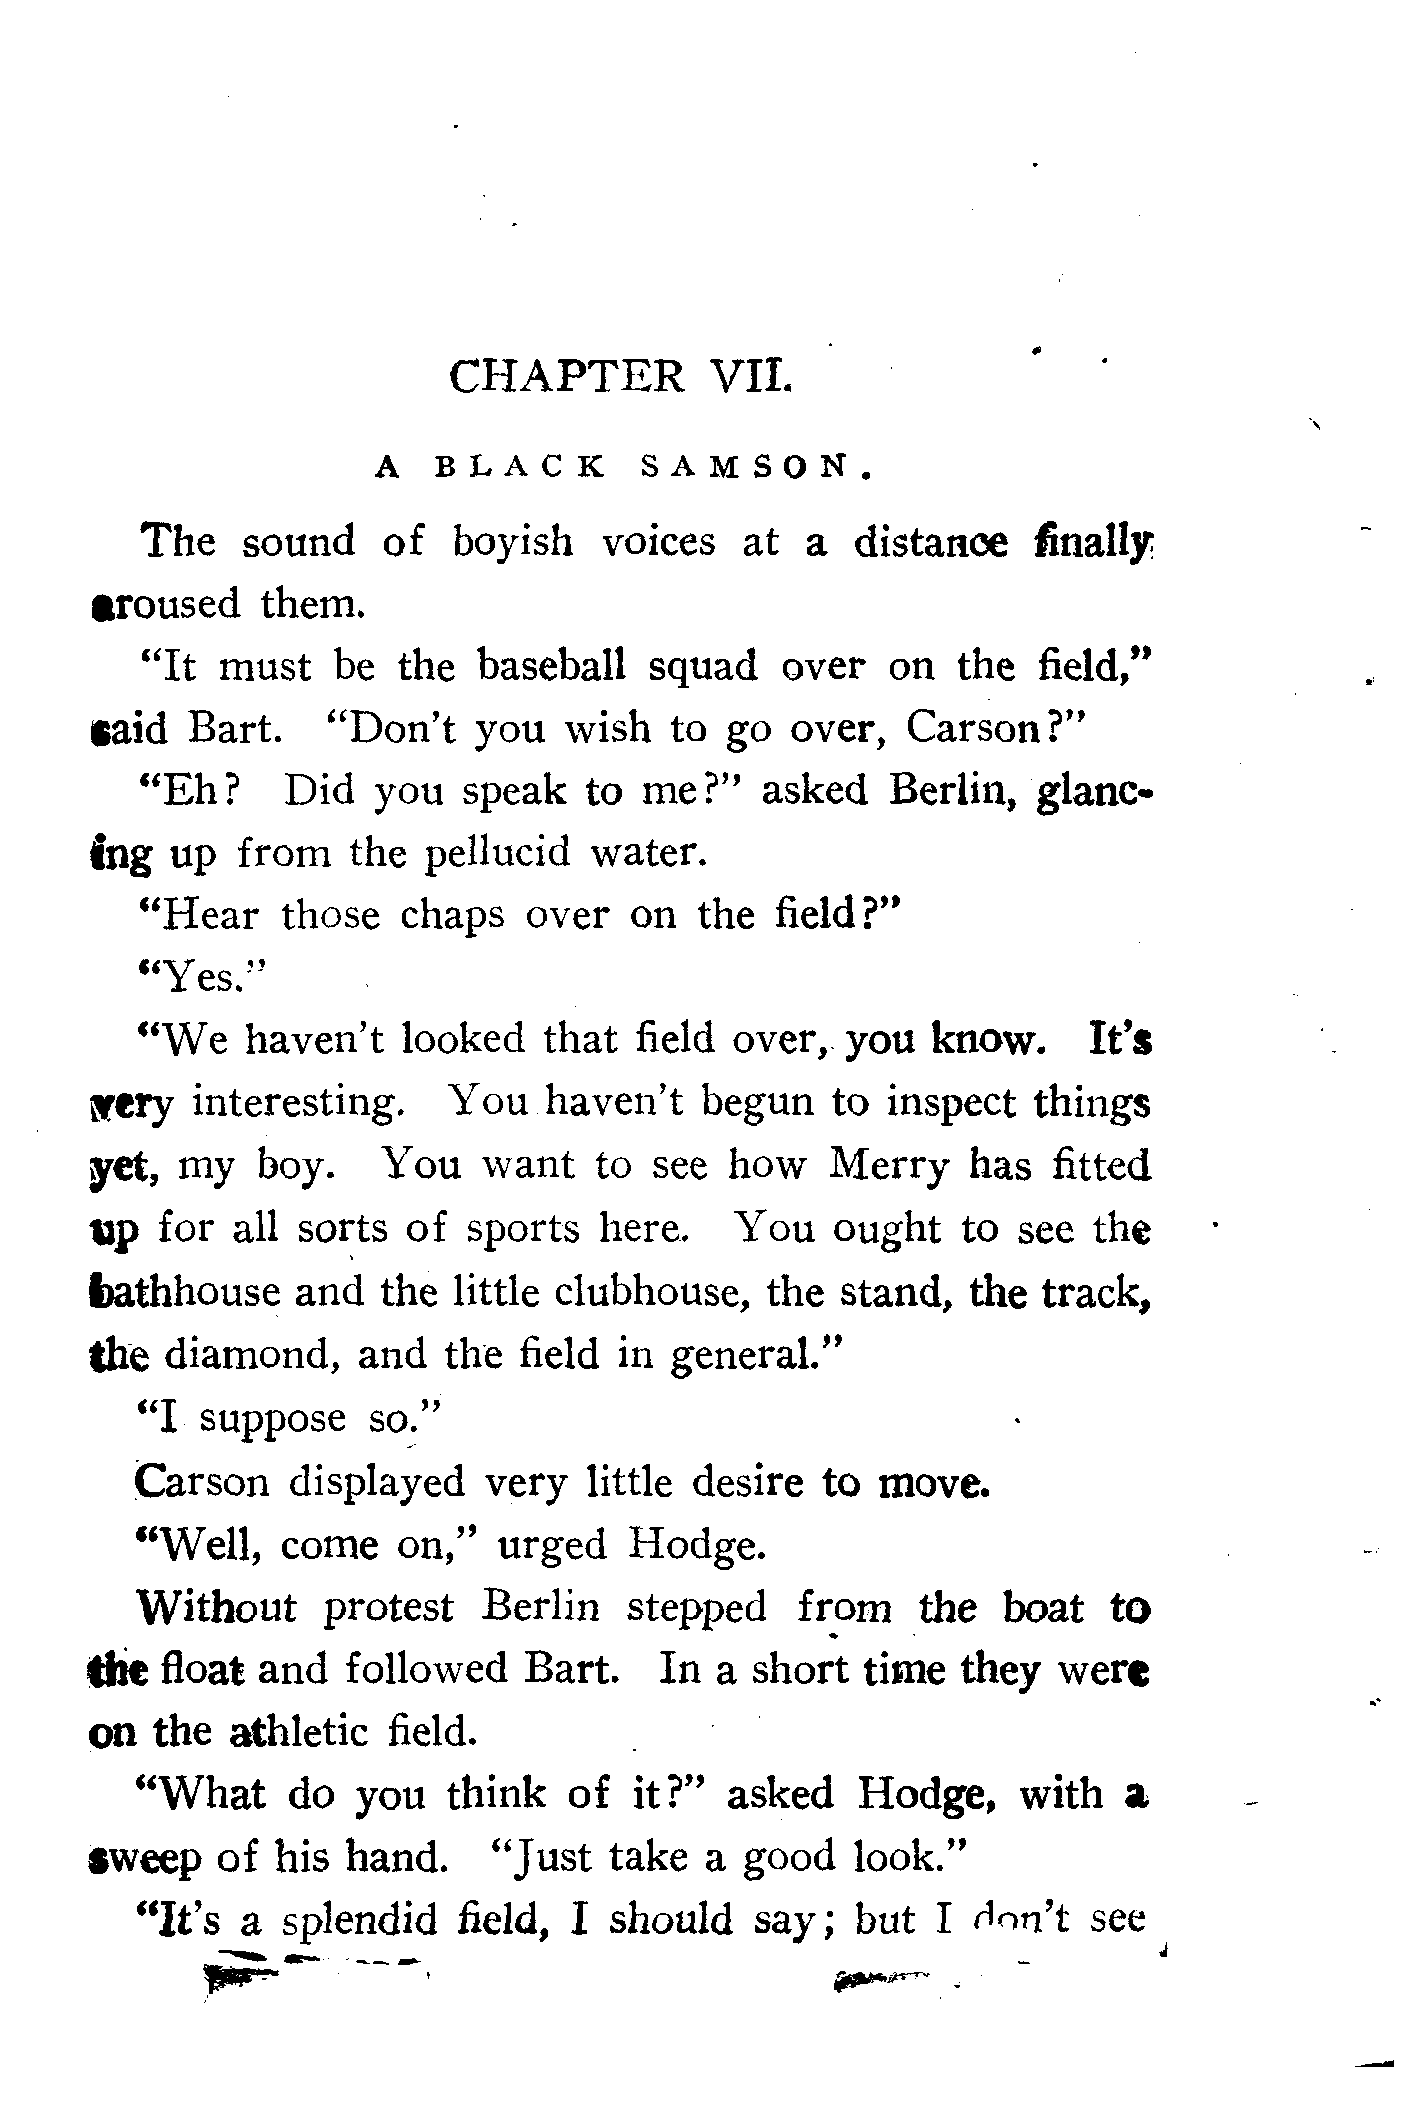 CHAPTER VII.
A BLACK SAMSON.
The sound of boyish voices at a distance finally
aroused them.
“It must be the baseball squad over on the field,”
said Bart. “Don't you wish to go over, Carson?”
“Eh? Did you speak to me?” asked Berlin, glanc-
ing up from the pellucid water.
“Hear those chaps over on the field?”
“Yes.”
“We haven't looked that field over, you know. It's
very interesting. You haven't begun to inspect things
yet, my boy. You want to see how Merry has fitted
up for all sorts of sports here. You ought to see the
bathhouse and the little clubhouse, the stand, the track,
the diamond, and the field in general.”
“I suppose so.”
Carson displayed very little desire to move.
“Well, come on,” urged Hodge.
Without protest Berlin stepped from the boat to
the float and followed Bart. In a short time they were
on the athletic field.
“What do you think of it?” asked Hodge, with a
sweep of his hand. “Just take a good look.”
“It's a splendid field, I should say; but I don't see